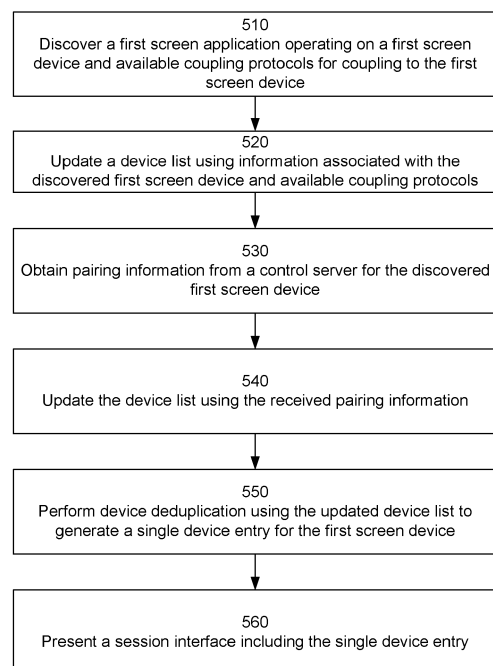 510
Discover a first screen application operating on a first screen
device and available coupling protocols for coupling to the first
screen device
520
Update a device list using information associated with the
discovered first screen device and available coupling protocols
530
Obtain pairing information from a control server for the discovered
first screen device
540
Update the device list using the received pairing information
550
Perform device deduplication using the updated device list to
generate a single device entry for the first screen device
560
Present a session interface including the single device entry